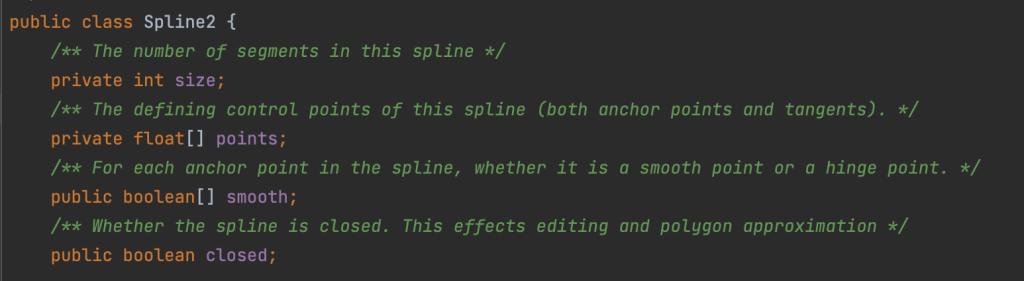 public class Spline2 {
/** The number of segments in this spline */
private int size;
/** The defining control points of this spline (both anchor points and tangents). */
private float[] points;
/** For each anchor point in the spline, whether it is a smooth point or a hinge point. */
public boolean[] smooth;
/** Whether the spline is closed. This effects editing and polygon approximation */
public boolean closed;